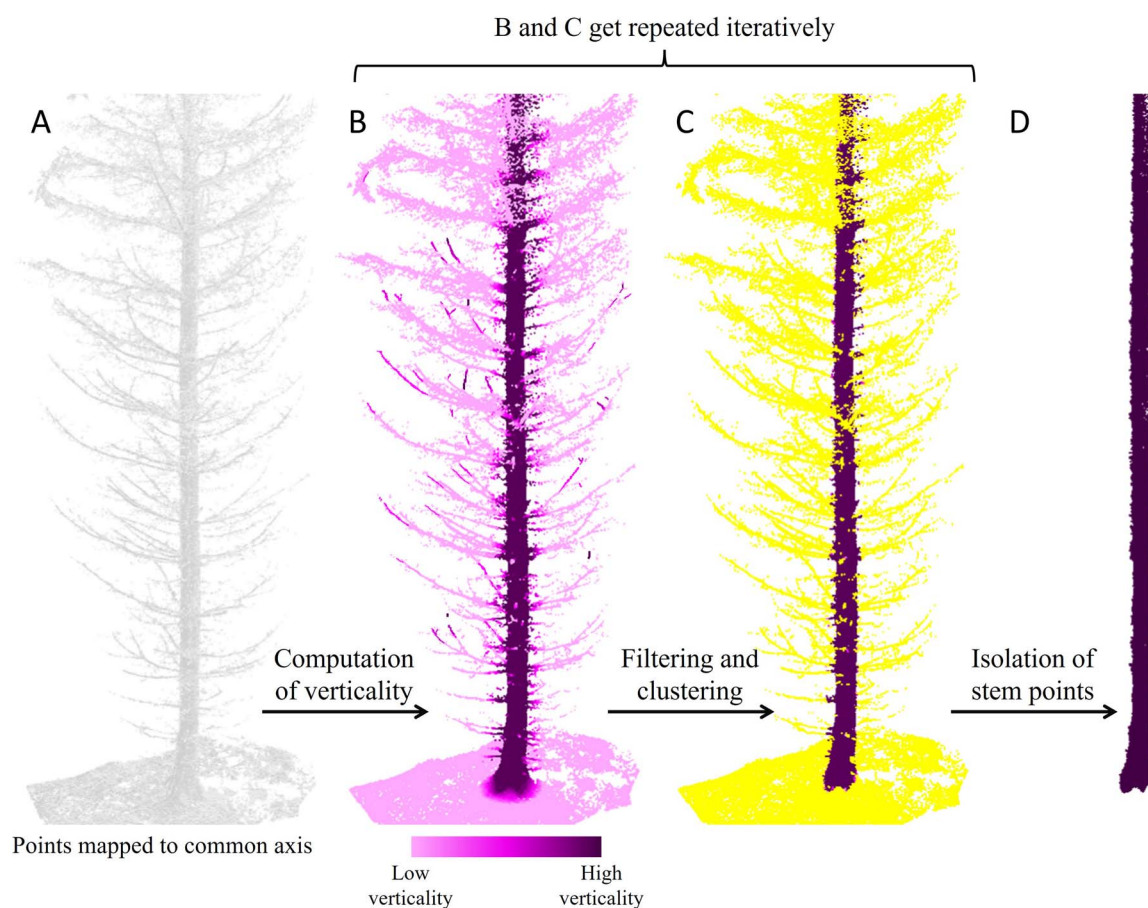 B and C get repeated iteratively
A
B
C
D
Computation
of verticality
Filtering and
clustering
Isolation of
stem points
Points mapped to common axis
Low
verticality
High
verticality